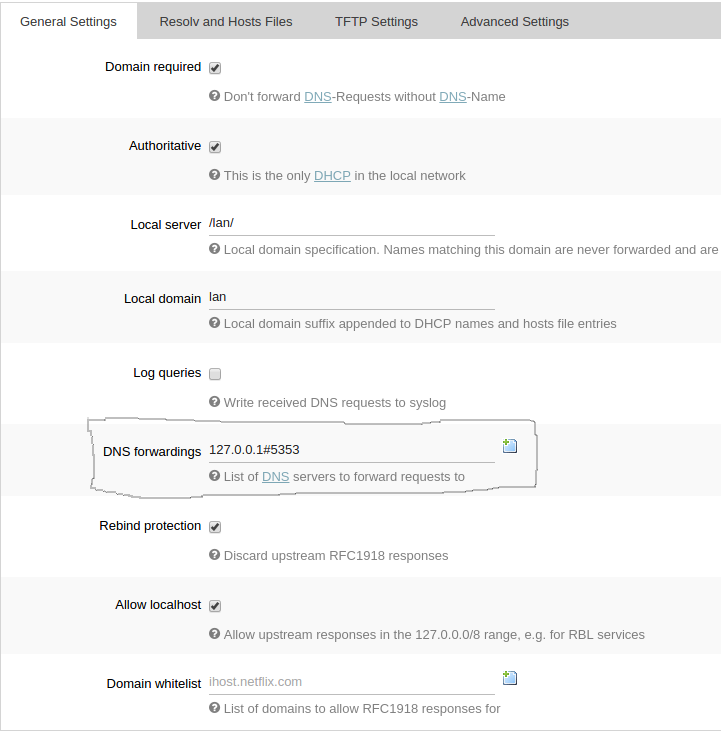 General Settings Resolv and Hosts Files TFTP Settings Advanced Settings
Domain required
Don't forward DNS-Requests without DNS-Name
Authoritative
This is the only DHCP in the local network
Local server /lan/
Local domain specification. Names matching this domain are never forwarded and are
Local domain lan
Local domain suffix appended to DHCP names and hosts file entries
Log queries
Write received DNS requests to syslog
DNS forwardings 127.0.0.1#5353
List of DNS servers to forward requests to
Rebind protection
Discard upstream RFC1918 responses
Allow localhost
Allow upstream responses in the 127.0.0.0/8 range, e.g. for RBL services
Domain whitelist ihost.netflix.com
List of domains to allow RFC1918 responses for